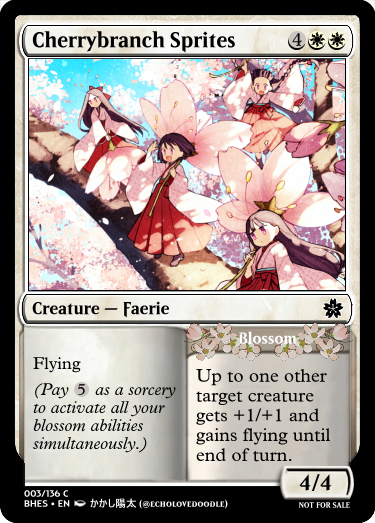 Cherrybranch Sprites 4
Creature — Faerie
Flying
(Pay 5 as a sorcery
to activate all your
blossom abilities
simultaneously.)
Blossom
Up to one other
target creature
gets +1/+1 and
gains flying until
end of turn.
4/4
003/136 C
BHES • EN かかし陽太 (@ECHOLOVEDOODLE)
NOT FOR SALE